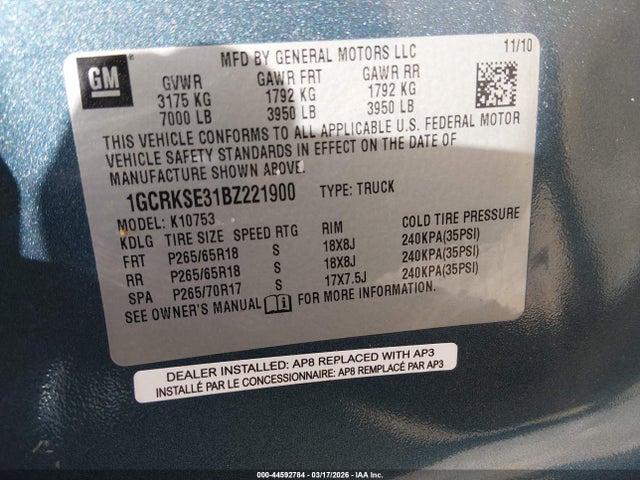 GM
MFD BY GENERAL MOTORS LLC 11/10
GVWR GAWR FRT GAWR RR
3175 KG 1792 KG 1792 KG
7000 LB 3950 LB 3950 LB
THIS VEHICLE CONFORMS TO ALL APPLICABLE U.S. FEDERAL MOTOR
VEHICLE SAFETY STANDARDS IN EFFECT ON THE DATE OF
MANUFACTURE SHOWN ABOVE.
1GCRKSE31BZ221900 TYPE: TRUCK
MODEL: K10753
KDLG TIRE SIZE SPEED RTG RIM COLD TIRE PRESSURE
FRT P265/65R18 S 18X8J 240KPA(35PSI)
RR P265/65R18 S 18X8J 240KPA(35PSI)
SPA P265/70R17 S 17X7.5J 240KPA(35PSI)
SEE OWNER'S MANUAL FOR MORE INFORMATION.
DEALER INSTALLED: AP8 REPLACED WITH AP3
INSTALLÉ PAR LE CONCESSIONNAIRE: AP8 REMPLACÉ PAR AP3
000-44592784 - 03/17/2026 - IAA Inc.